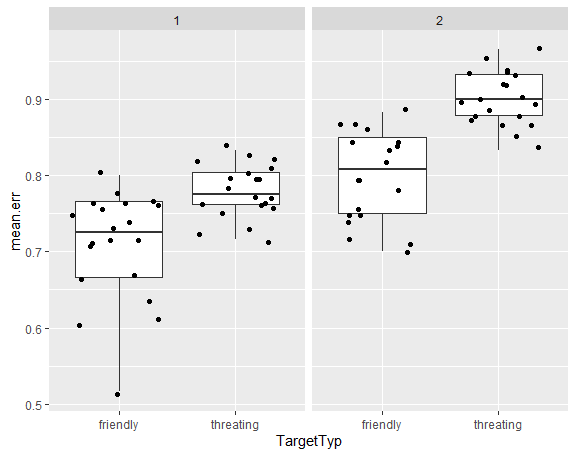 1
2
mean.err
0.9
0.8
0.7
0.6
0.5
friendly
threating
friendly
threating
TargetTyp